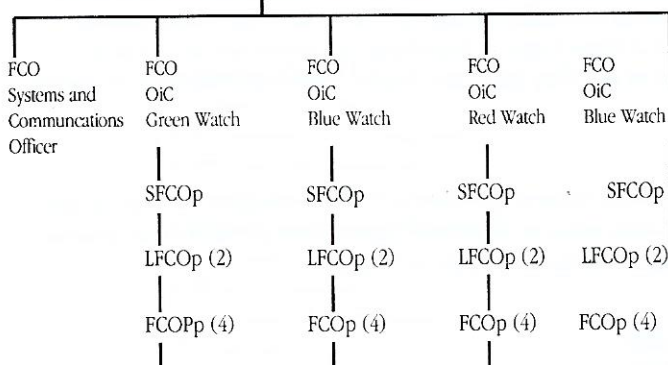 FCO
Systems and
Communcations
Officer
FCO
OiC
Green Watch
SFCOp
LFCOp (2)
FCOPp (4)
FCO
OiC
Blue Watch
SFCOp
LFCOp (2)
FCOp (4)
FCO
OiC
Red Watch
SFCOp
LFCOp (2)
FCOp (4)
FCO
OiC
Blue Watch
SFCOp
LFCOp (2)
FCOp (4)